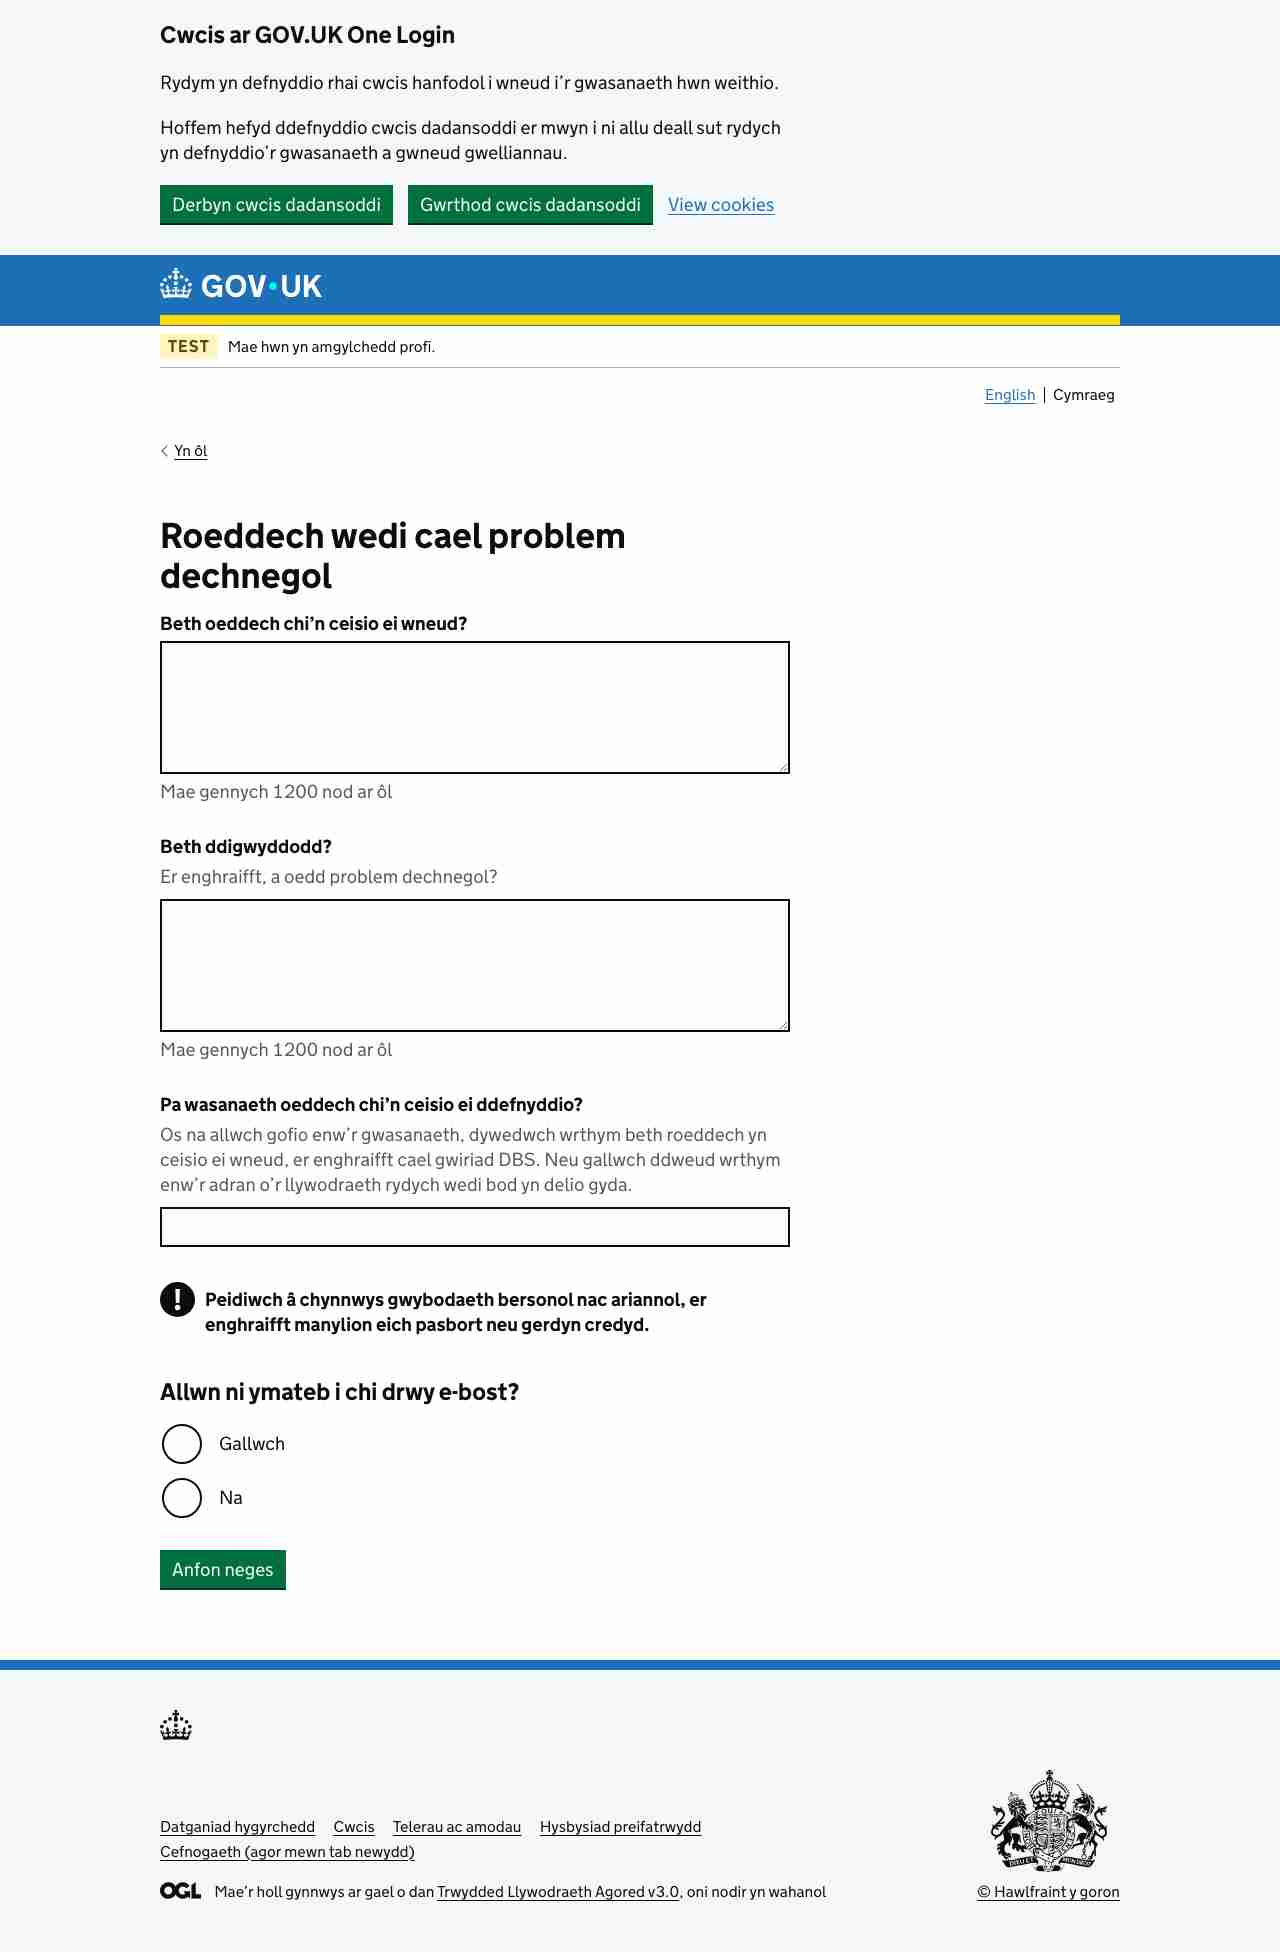 Cwcis ar GOV.UK One Login
Rydym yn defnyddio rhai cwcis hanfodol i wneud i’r gwasanaeth hwn weithio.
Hoffem hefyd ddefnyddio cwcis dadansoddi er mwyn i ni allu deall sut rydych
yn defnyddio’r gwasanaeth a gwneud gwelliannau.
Derbyn cwcis dadansoddi Gwrthod cwcis dadansoddi View cookies
GOV·UK
TEST Mae hwn yn amgylchedd profi.
English | Cymraeg
Yn ôl
Roeddech wedi cael problem
dechnegol
Beth oeddech chi’n ceisio ei wneud?
Mae gennych 1200 nod ar ôl
Beth ddigwyddodd?
Er enghraifft, a oedd problem dechnegol?
Mae gennych 1200 nod ar ôl
Pa wasanaeth oeddech chi’n ceisio ei ddefnyddio?
Os na allwch gofio enw’r gwasanaeth, dywedwch wrthym beth roeddech yn
ceisio ei wneud, er enghraifft cael gwiriad DBS. Neu gallwch ddweud wrthym
enw’r adran o’r llywodraeth rydych wedi bod yn delio gyda.
! Peidiwch â chynnwys gwybodaeth bersonol nac ariannol, er
enghraifft manylion eich pasbort neu gerdyn credyd.
Allwn ni ymateb i chi drwy e-bost?
Gallwch
Na
Anfon neges
Datganiad hygyrchedd Cwcis Telerau ac amodau Hysbysiad preifatrwydd
Cefnogaeth (agor mewn tab newydd)
OGL Mae’r holl gynnwys ar gael o dan Trwydded Llywodraeth Agored v3.0, oni nodir yn wahanol
© Hawlfraint y goron